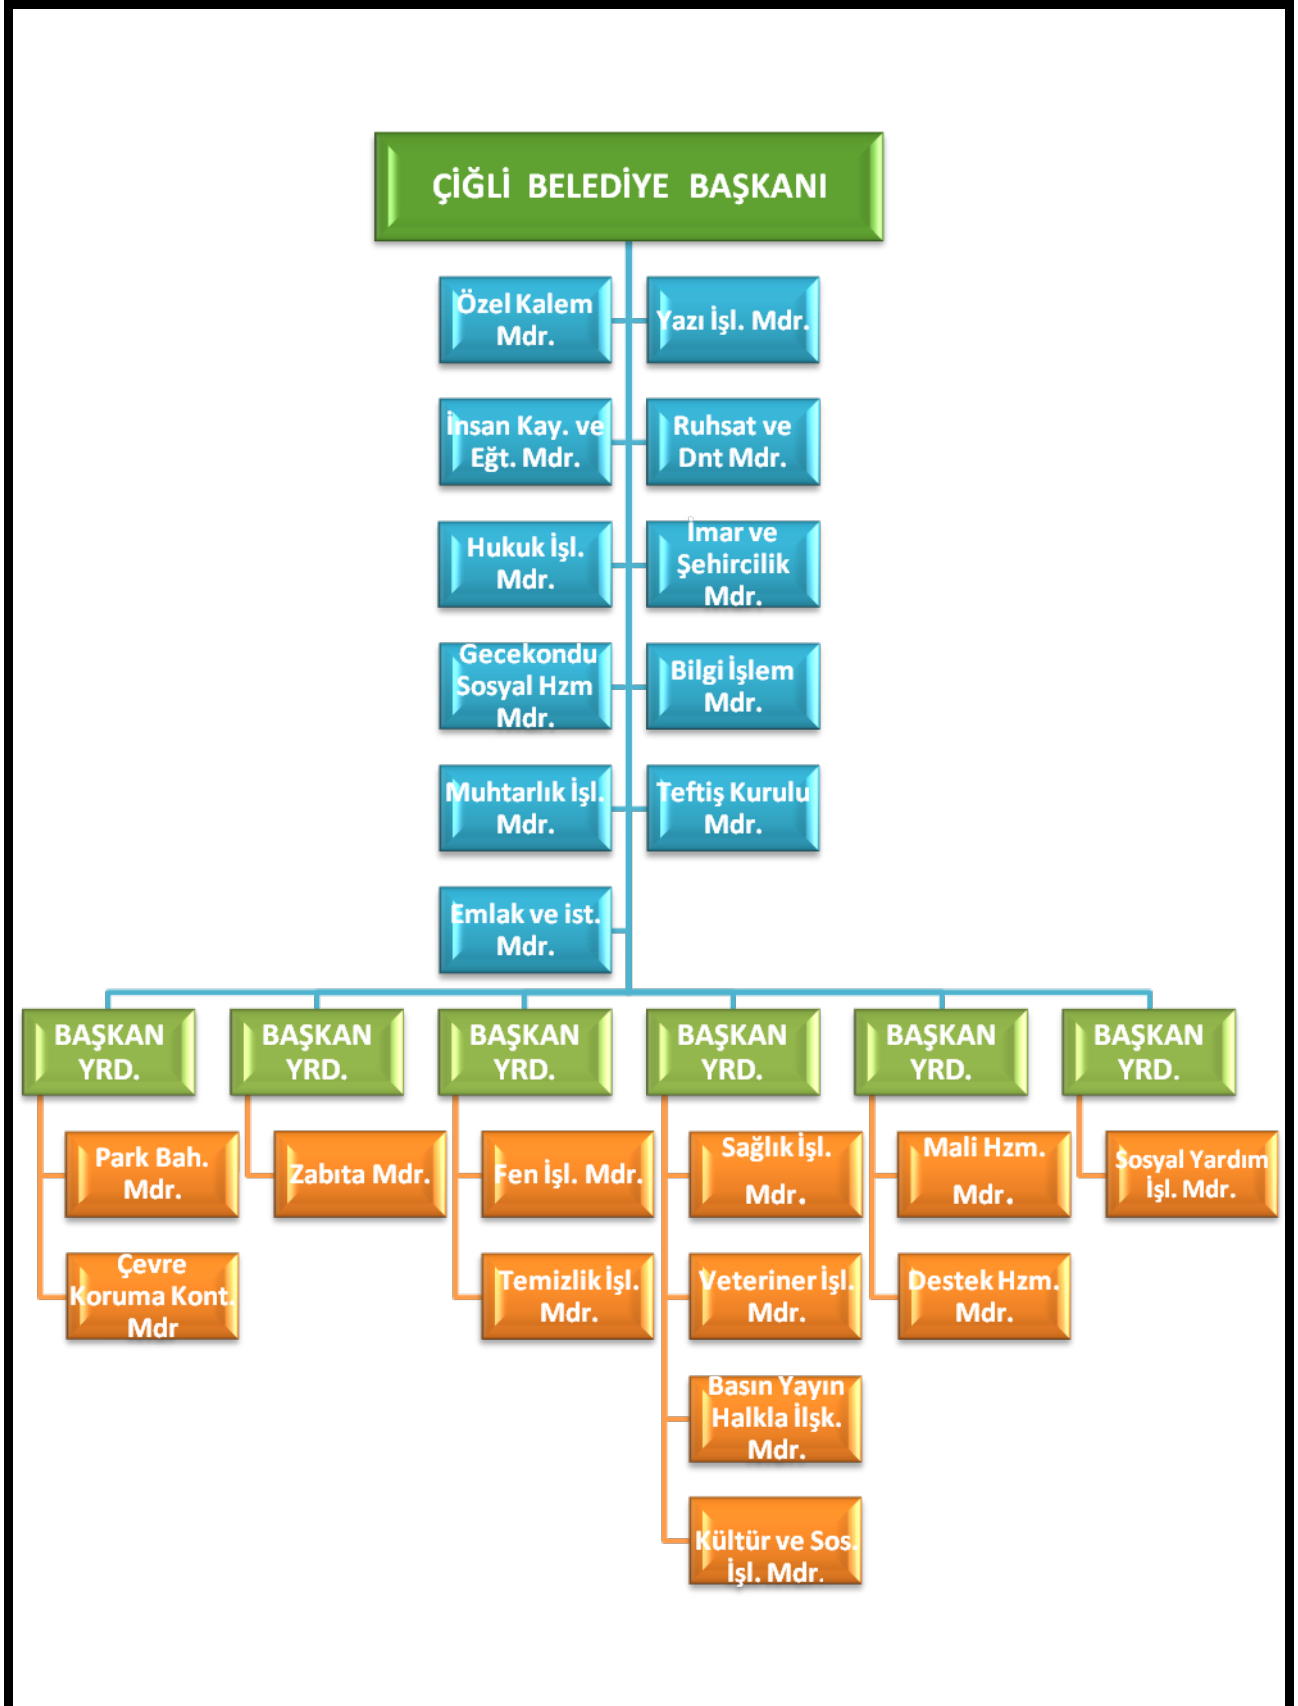 ÇİĞLİ BELEDİYE BAŞKANI
Özel Kalem
Mdr.
Yazı İşl. Mdr.
İnsan Kay. ve
Eğt. Mdr.
Ruhsat ve
Dnt Mdr.
Hukuk İşl.
Mdr.
İmar ve
Şehircilik
Mdr.
Gecekondu
Sosyal Hzm
Mdr.
Bilgi İşlem
Mdr.
Muhtarlık İşl.
Mdr.
Teftiş Kurulu
Mdr.
Emlak ve ist.
Mdr.
BAŞKAN
YRD.
Park Bah.
Mdr.
Çevre
Koruma Kont.
Mdr
BAŞKAN
YRD.
Zabıta Mdr.
BAŞKAN
YRD.
Fen İşl. Mdr.
Temizlik İşl.
Mdr.
BAŞKAN
YRD.
Sağlık İşl.
Mdr.
Veteriner İşl.
Mdr.
Basın Yayın
Halkla İlşk.
Mdr.
Kültür ve Sos.
İşl. Mdr.
BAŞKAN
YRD.
Mali Hzm.
Mdr.
Destek Hzm.
Mdr.
BAŞKAN
YRD.
Sosyal Yardım
İşl. Mdr.